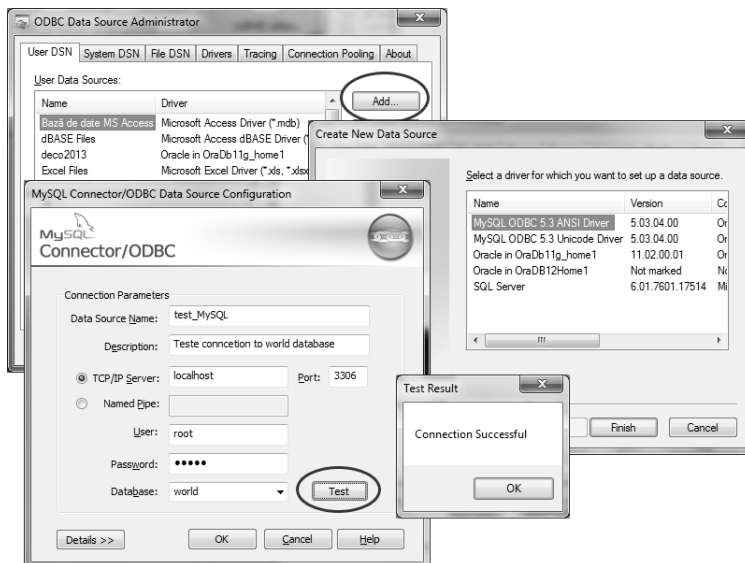 ODBC Data Source Administrator
User DSN System DSN File DSN Drivers Tracing Connection Pooling About
User Data Sources:
Name Driver
Bază de date MS Access Microsoft Access Driver (*.mdb)
dBASE Files Microsoft Access dBASE Driver (
deco2013 Oracle in OraDb11g_home1
Excel Files Microsoft Excel Driver (*.xls, *.xlsx
Add...
Create New Data Source
Select a driver for which you want to set up a data source.
Name Version Co
MySQL ODBC 5.3 ANSI Driver 5.03.04.00 Or
MySQL ODBC 5.3 Unicode Driver 5.03.04.00 Or
Oracle in OraDb11g_home1 11.02.00.01 Or
Oracle in OraDB12Home1 Not marked No
SQL Server 6.01.7601.17514 Mi
Finish Cancel
MySQL Connector/ODBC Data Source Configuration
MySQL
Connector/ODBC
Connection Parameters
Data Source Name: test_MySQL
Description: Teste conncetion to world database
TCP/IP Server: localhost Port: 3306
Named Pipe:
User: root
Password: •••••
Database: world Test
Details >> OK Cancel Help
Test Result
Connection Successful
OK